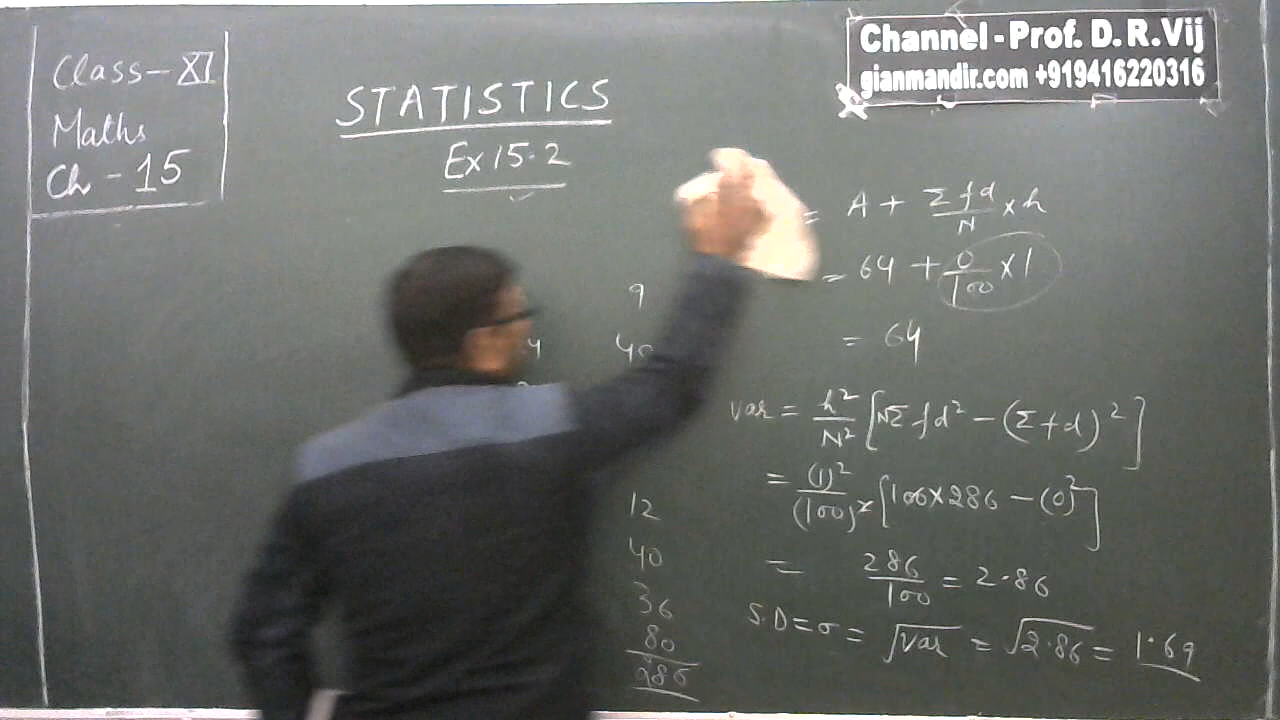 Channel - Prof. D. R. Vij
gianmandir.com +919416220316
Class-XI
Maths
Ch - 15
STATISTICS
Ex 15.2
9
40
12
40
36
80
286
= A + Σfd/N × h
= 64 + 0/100 × 1
= 64
Var = h²/N² [NΣfd² - (Σfd)²]
= (1)²/(100)² [100×286 - (0)²]
= 286/100 = 2.86
S.D = σ = √Var = √2.86 = 1.69